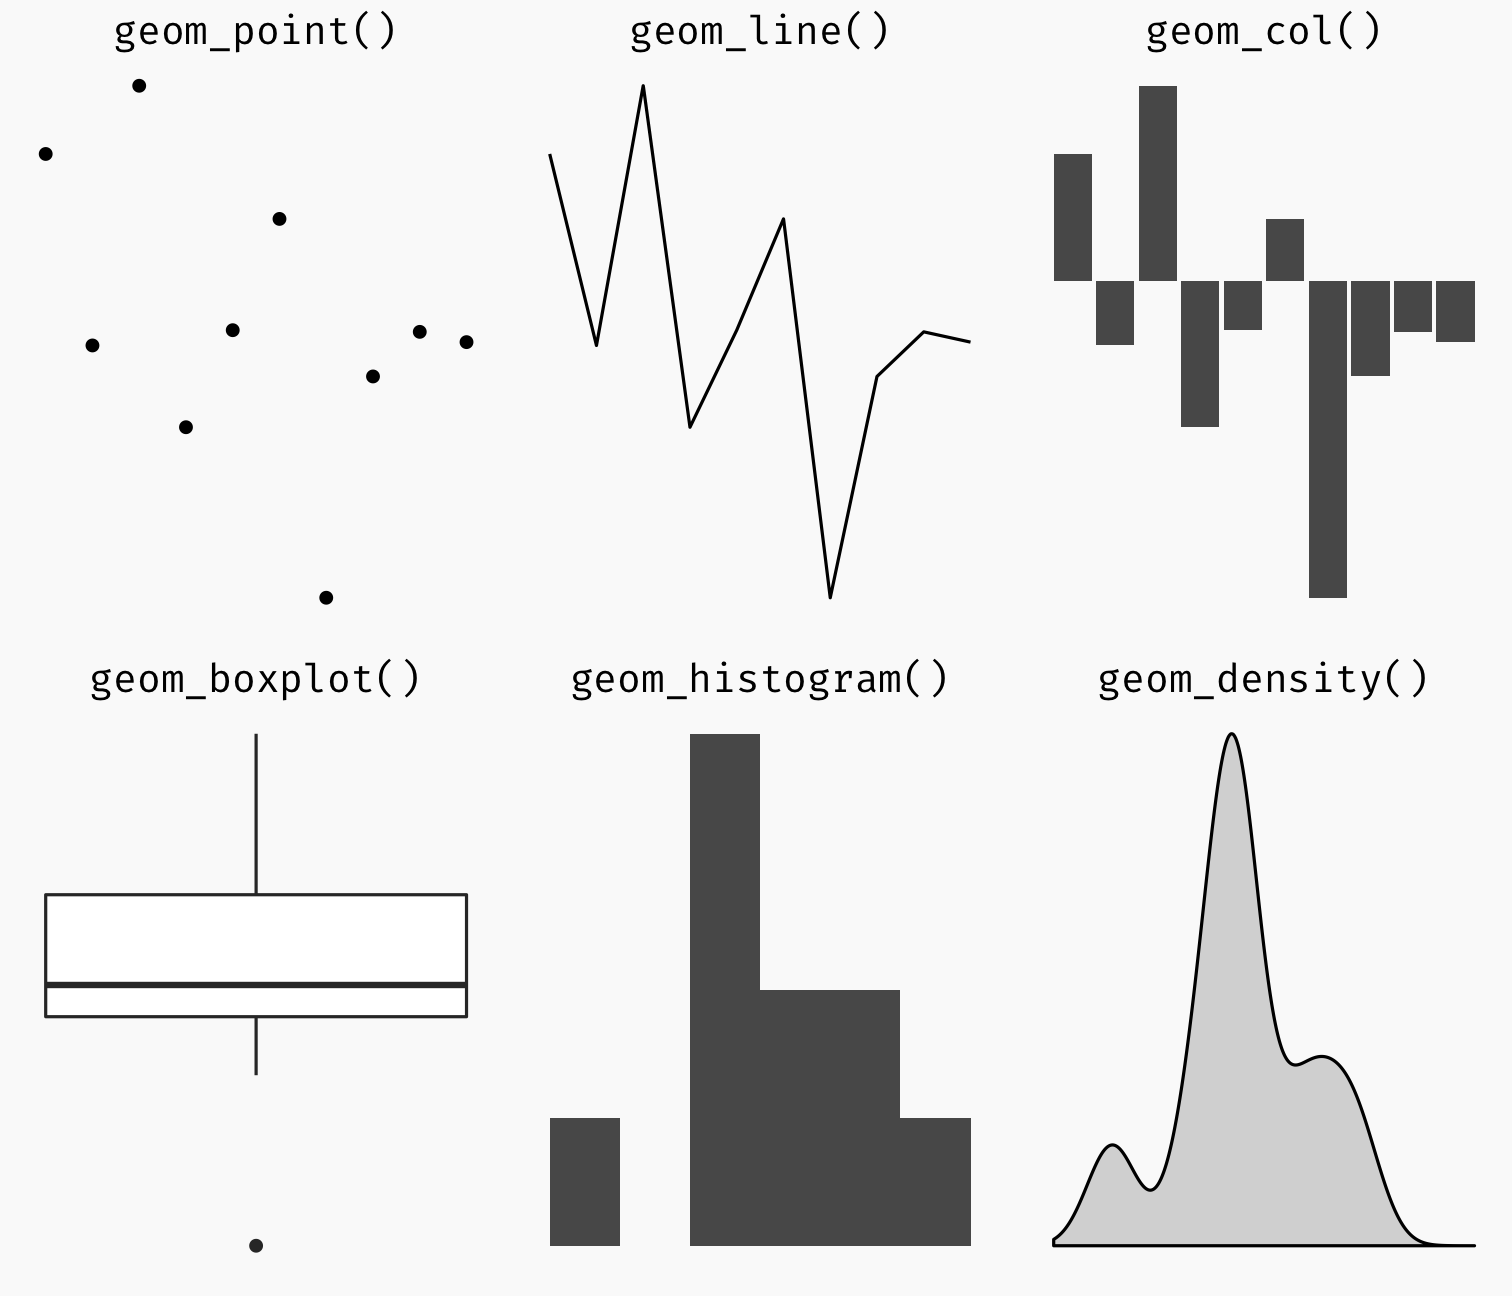 geom_point()
geom_line()
geom_col()
geom_boxplot()
geom_histogram()
geom_density()